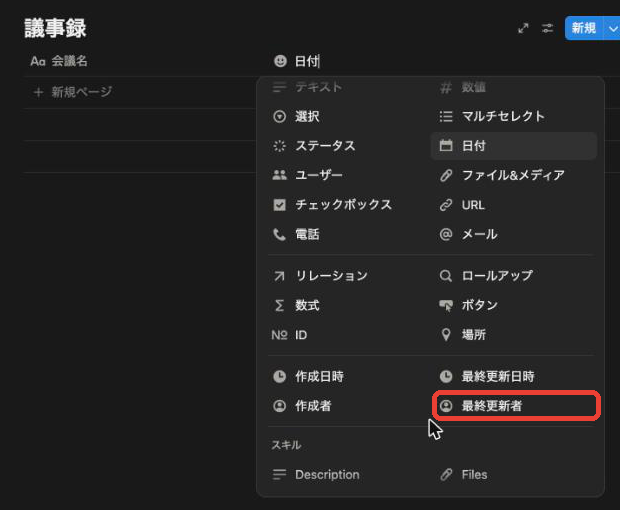 議事録
新規
Aa 会議名
日付
+ 新規ページ
テキスト
数値
選択
マルチセレクト
ステータス
日付
ユーザー
ファイル&メディア
チェックボックス
URL
電話
メール
リレーション
ロールアップ
数式
ボタン
Nº ID
場所
作成日時
最終更新日時
作成者
最終更新者
スキル
Description
Files